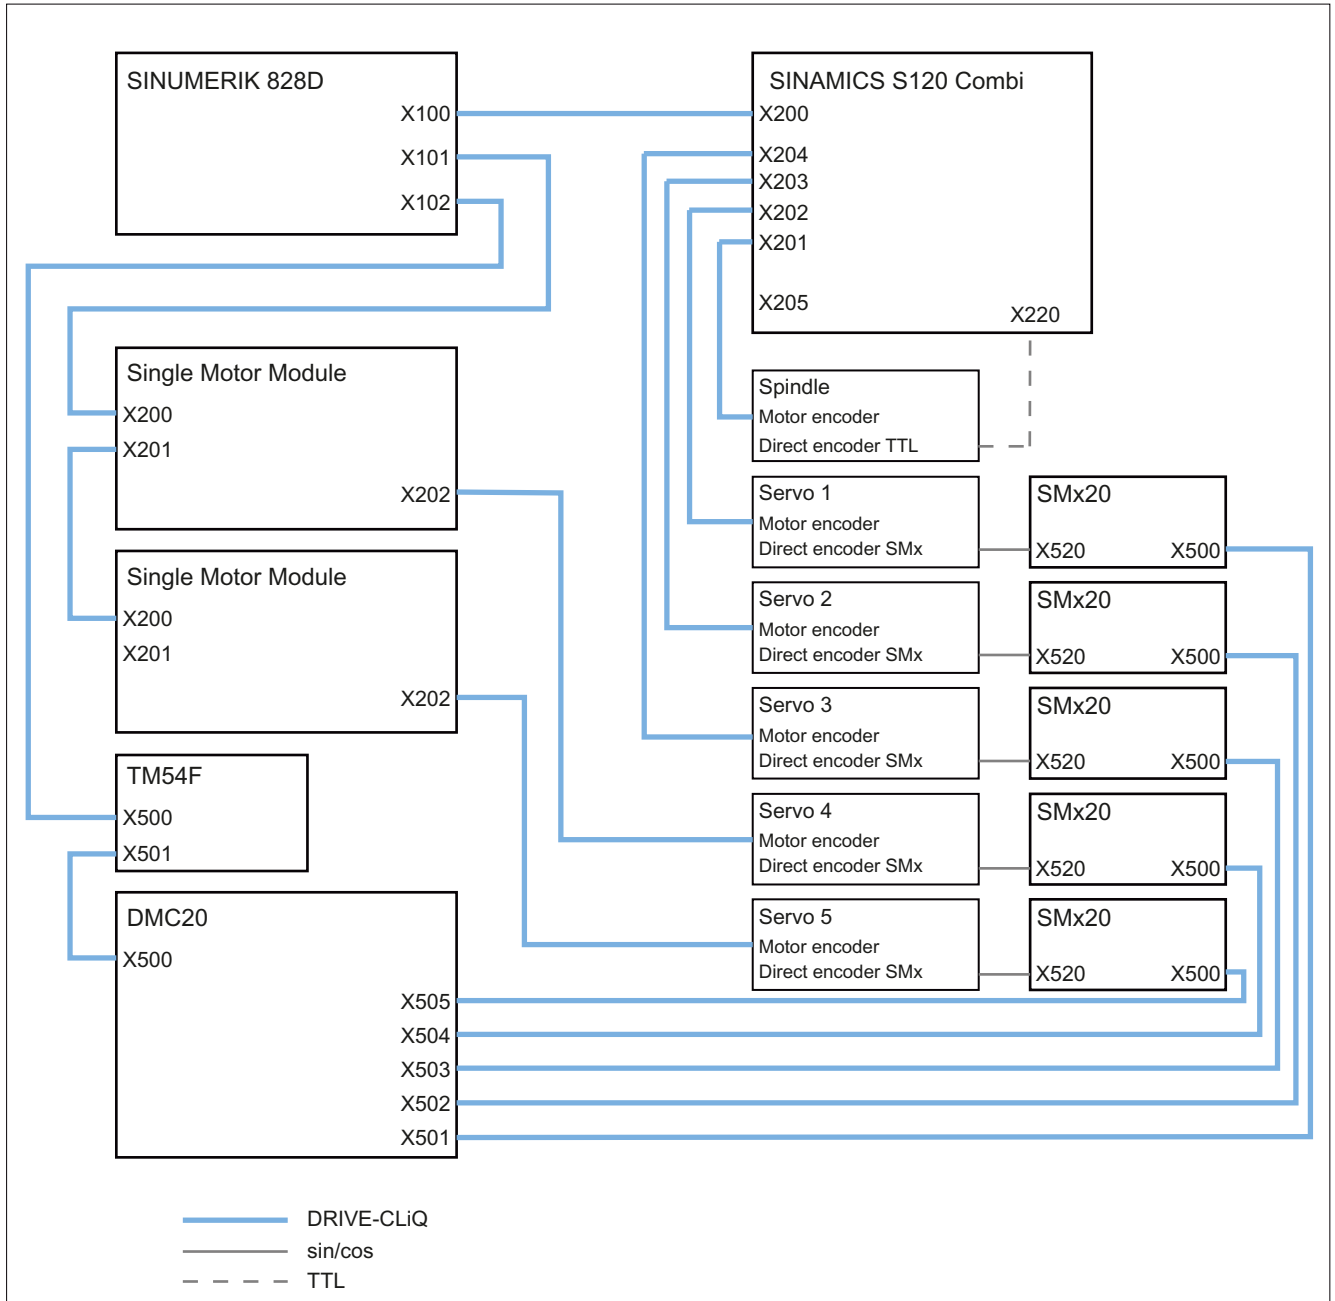 SINUMERIK 828D
X100
X101
X102
SINAMICS S120 Combi
X200
X204
X203
X202
X201
X205
X220
Single Motor Module
X200
X201
X202
Single Motor Module
X200
X201
X202
TM54F
X500
X501
DMC20
X500
X505
X504
X503
X502
X501
Spindle
Motor encoder
Direct encoder TTL
Servo 1
Motor encoder
Direct encoder SMx
SMx20
X520 X500
Servo 2
Motor encoder
Direct encoder SMx
SMx20
X520 X500
Servo 3
Motor encoder
Direct encoder SMx
SMx20
X520 X500
Servo 4
Motor encoder
Direct encoder SMx
SMx20
X520 X500
Servo 5
Motor encoder
Direct encoder SMx
SMx20
X520 X500
DRIVE-CLiQ
sin/cos
TTL